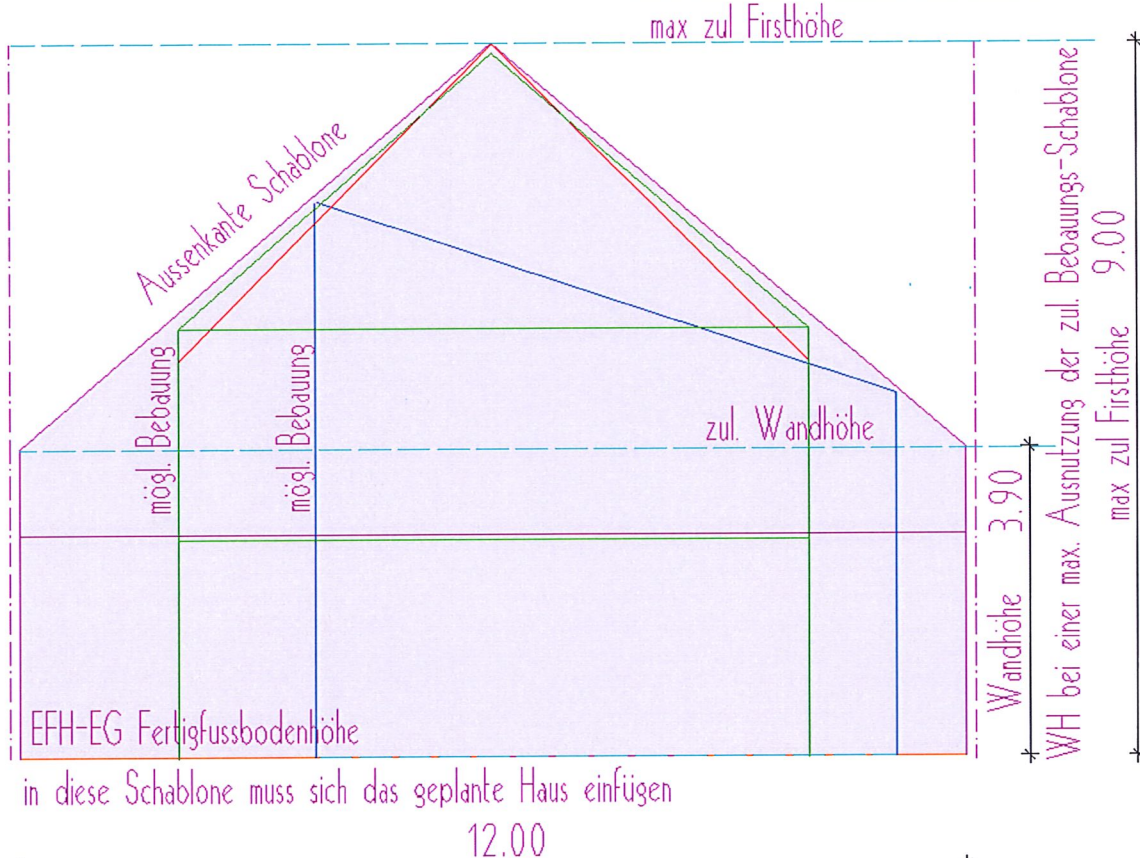 max zul Firsthöhe
Aussenkante Schablone
mögl. Bebauung
mögl. Bebauung
zul. Wandhöhe
Wandhöhe 3.90
WH bei einer max. Ausnutzung der zul. Bebauungs-Schablone
max zul Firsthöhe 9.00
EFH-EG Fertigfussbodenhöhe
in diese Schablone muss sich das geplante Haus einfügen
12.00